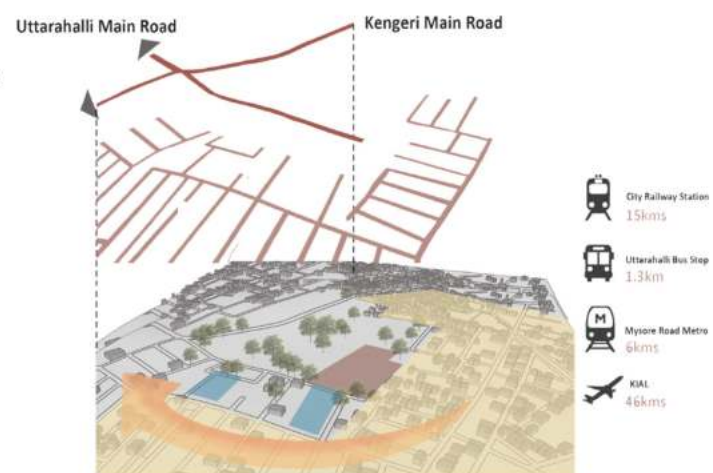 Uttarahalli Main Road
Kengeri Main Road
City Railway Station
15kms
Uttarahalli Bus Stop
1.3km
M
Mysore Road Metro
6kms
KIAL
46kms